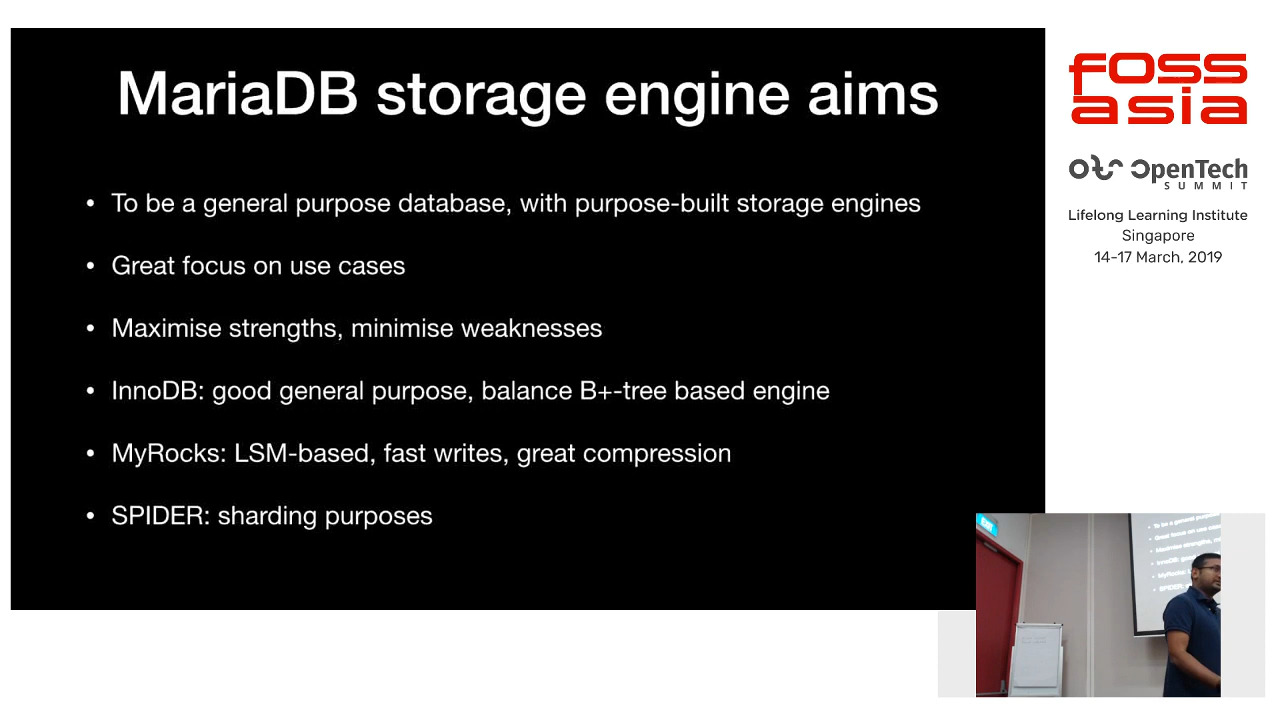 MariaDB storage engine aims
• To be a general purpose database, with purpose-built storage engines
• Great focus on use cases
• Maximise strengths, minimise weaknesses
• InnoDB: good general purpose, balance B+-tree based engine
• MyRocks: LSM-based, fast writes, great compression
• SPIDER: sharding purposes
fOSS
asia
OpenTech
SUMMIT
Lifelong Learning Institute
Singapore
14-17 March, 2019
EXIT